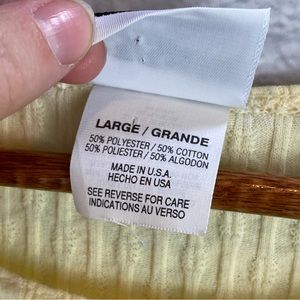 LARGE / GRANDE
50% POLYESTER / 50% COTTON
50% POLIESTER / 50% ALGODON
MADE IN U.S.A.
HECHO EN USA
SEE REVERSE FOR CARE
INDICATIONS AU VERSO